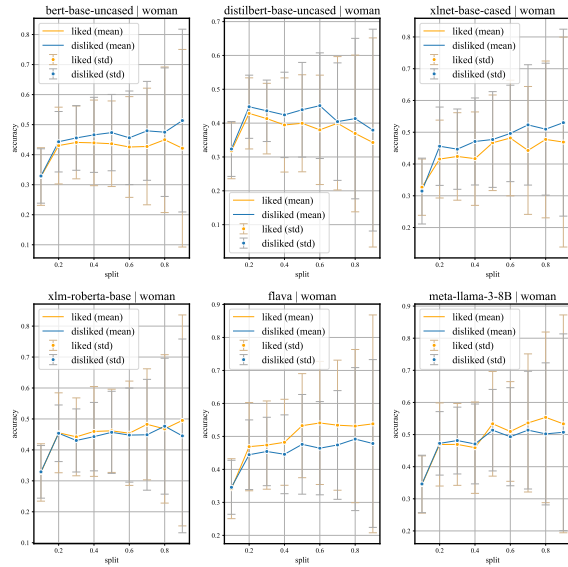 bert-base-uncased | woman
0.8
0.7
0.6
0.5
0.4
0.3
0.2
0.1
accuracy
liked (mean)
disliked (mean)
liked (std)
disliked (std)
0.2 0.4 0.6 0.8
split
distilbert-base-uncased | woman
0.7
0.6
0.5
0.4
0.3
0.2
0.1
accuracy
liked (mean)
disliked (mean)
liked (std)
disliked (std)
0.2 0.4 0.6 0.8
split
xlnet-base-cased | woman
0.8
0.7
0.6
0.5
0.4
0.3
0.2
accuracy
liked (mean)
disliked (mean)
liked (std)
disliked (std)
0.2 0.4 0.6 0.8
split
xlm-roberta-base | woman
0.9
0.8
0.7
0.6
0.5
0.4
0.3
0.2
0.1
accuracy
liked (mean)
disliked (mean)
liked (std)
disliked (std)
0.2 0.4 0.6 0.8
split
flava | woman
0.9
0.8
0.7
0.6
0.5
0.4
0.3
0.2
accuracy
liked (mean)
disliked (mean)
liked (std)
disliked (std)
0.2 0.4 0.6 0.8
split
meta-llama-3-8B | woman
0.9
0.8
0.7
0.6
0.5
0.4
0.3
0.2
accuracy
liked (mean)
disliked (mean)
liked (std)
disliked (std)
0.2 0.4 0.6 0.8
split